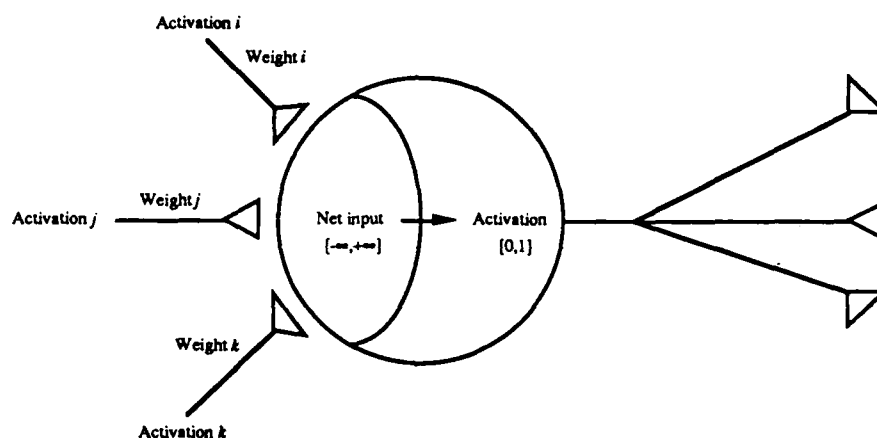 Activation i
Weight i
Weight j
Activation j
Net input
[-∞,+∞]
Activation
[0,1]
Weight k
Activation k